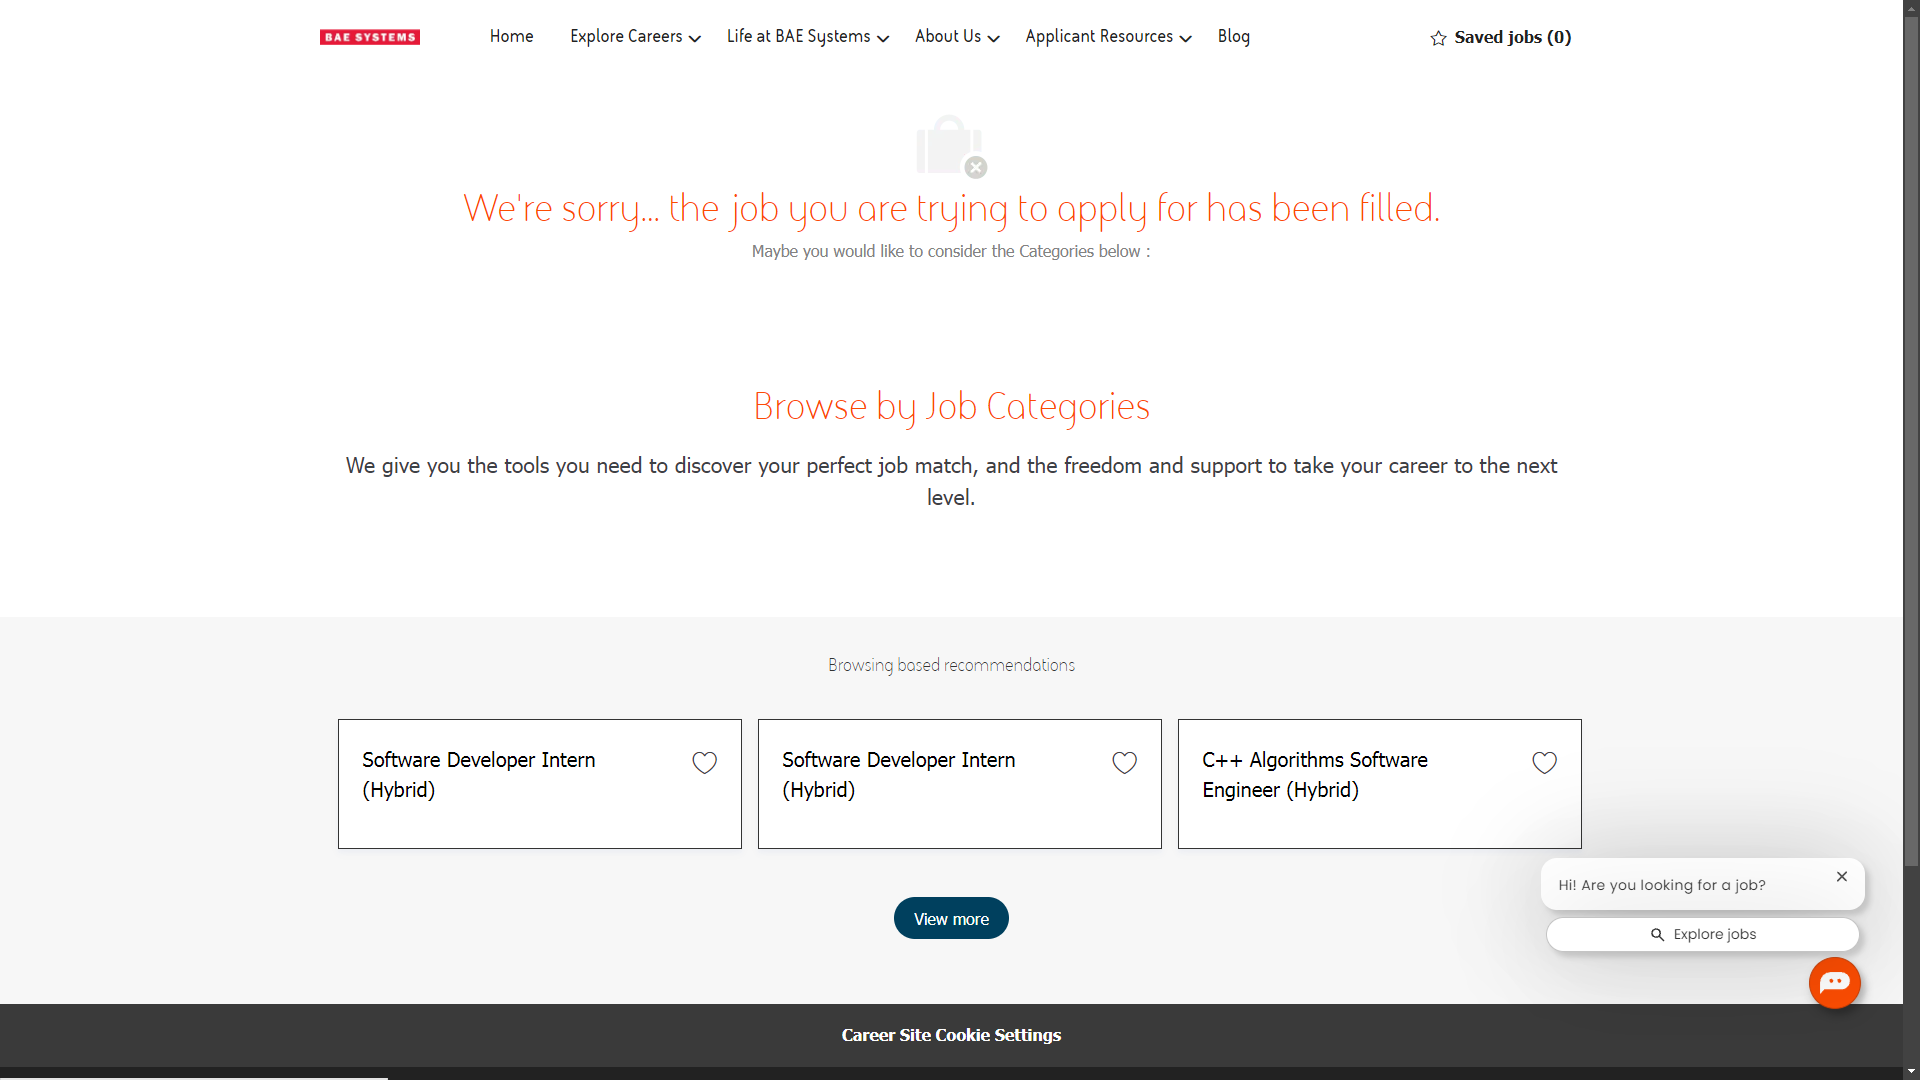 BAE SYSTEMS
Home
Explore Careers
Life at BAE Systems
About Us
Applicant Resources
Blog
Saved jobs (0)
We're sorry... the job you are trying to apply for has been filled.
Maybe you would like to consider the Categories below :
Browse by Job Categories
We give you the tools you need to discover your perfect job match, and the freedom and support to take your career to the next
level.
Browsing based recommendations
Software Developer Intern
(Hybrid)
Software Developer Intern
(Hybrid)
C++ Algorithms Software
Engineer (Hybrid)
Hi! Are you looking for a job?
Explore jobs
View more
Career Site Cookie Settings